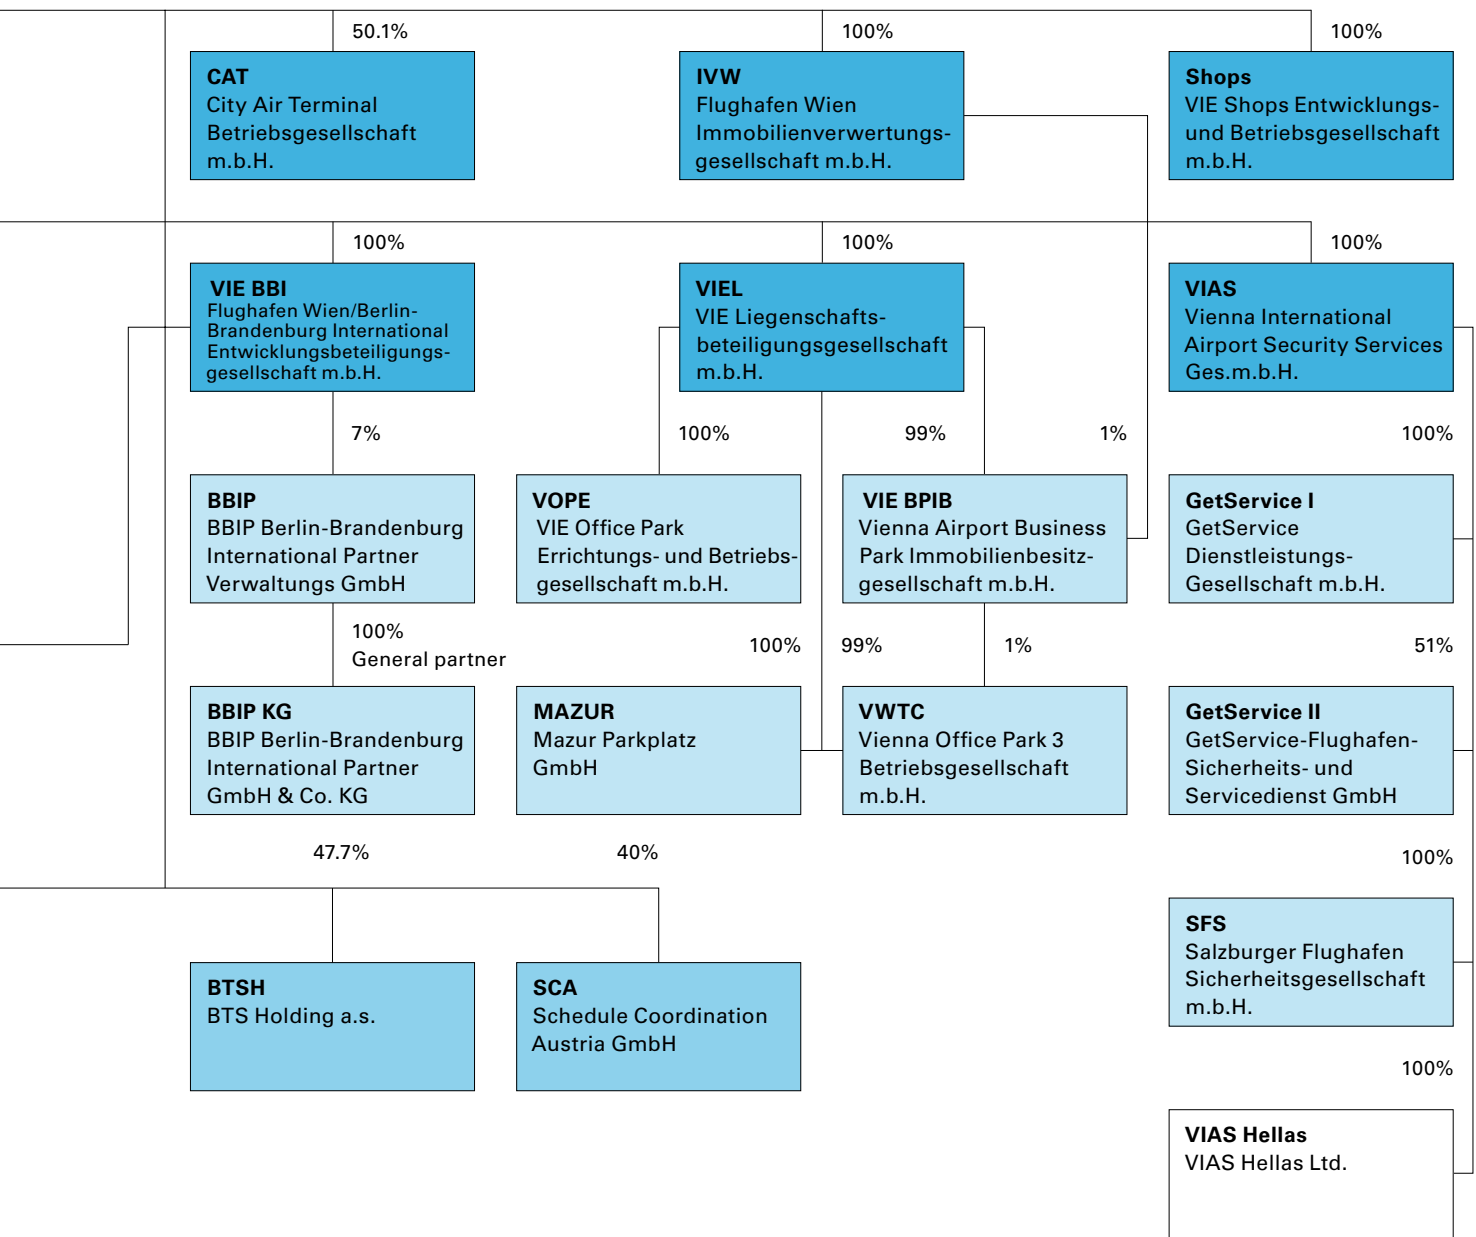 50.1%
100%
100%
CAT
City Air Terminal
Betriebsgesellschaft
m.b.H.
IVW
Flughafen Wien
Immobilienverwertungs-
gesellschaft m.b.H.
Shops
VIE Shops Entwicklungs-
und Betriebsgesellschaft
m.b.H.
100%
100%
100%
VIE BBI
Flughafen Wien/Berlin-
Brandenburg International
Entwicklungsbeteiligungs-
gesellschaft m.b.H.
VIEL
VIE Liegenschafts-
beteiligungsgesellschaft
m.b.H.
VIAS
Vienna International
Airport Security Services
Ges.m.b.H.
7%
100%
99%
1%
100%
BBIP
BBIP Berlin-Brandenburg
International Partner
Verwaltungs GmbH
VOPE
VIE Office Park
Errichtungs- und Betriebs-
gesellschaft m.b.H.
VIE BPIB
Vienna Airport Business
Park Immobilienbesitz-
gesellschaft m.b.H.
GetService I
GetService
Dienstleistungs-
Gesellschaft m.b.H.
100%
General partner
100%
99%
1%
51%
BBIP KG
BBIP Berlin-Brandenburg
International Partner
GmbH & Co. KG
MAZUR
Mazur Parkplatz
GmbH
VWTC
Vienna Office Park 3
Betriebsgesellschaft
m.b.H.
GetService II
GetService-Flughafen-
Sicherheits- und
Servicedienst GmbH
47.7%
40%
100%
BTSH
BTS Holding a.s.
SCA
Schedule Coordination
Austria GmbH
SFS
Salzburger Flughafen
Sicherheitsgesellschaft
m.b.H.
100%
VIAS Hellas
VIAS Hellas Ltd.